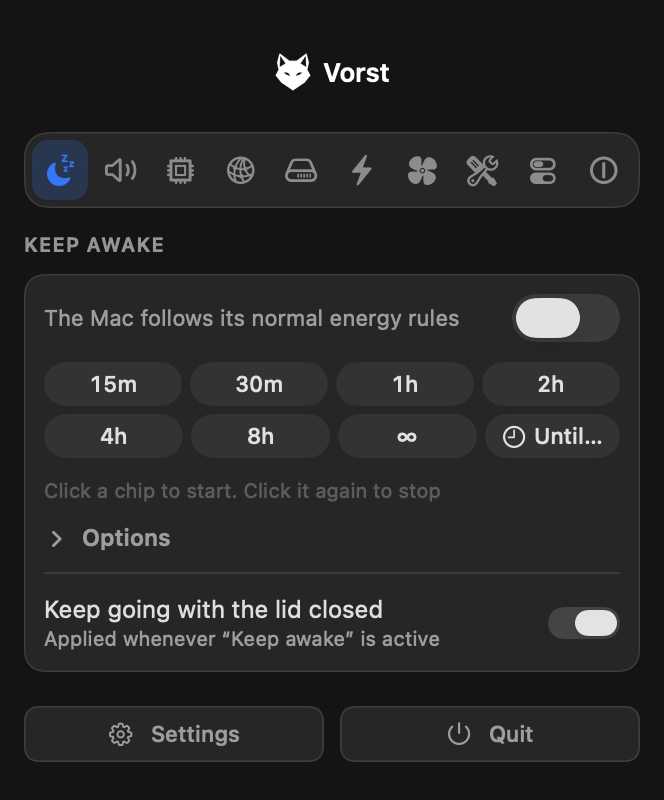 Vorst
KEEP AWAKE
The Mac follows its normal energy rules
15m 30m 1h 2h
4h 8h ∞ Until...
Click a chip to start. Click it again to stop
Options
Keep going with the lid closed
Applied whenever “Keep awake” is active
Settings Quit